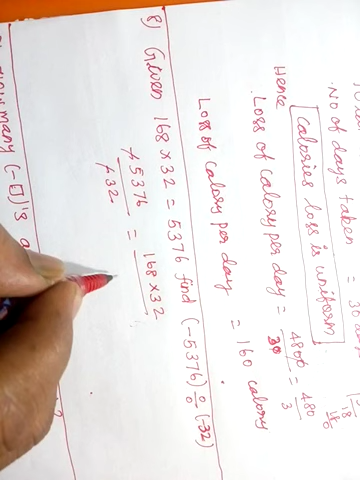 No of days taken = 30
Hence
Calories loss is uniform
Loss of calory per day = 4800/30 = 480/3
Loss of calory per day = 160 calory
8) Given 168 × 32 = 5376 find (-5376) ÷ (-32)
+5376/+32 = 168×32
many (-□)'s